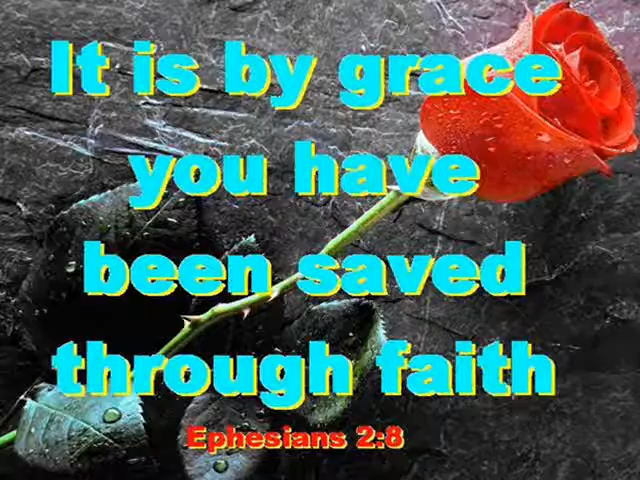 It is by grace
you have
been saved
through faith
Ephesians 2:8